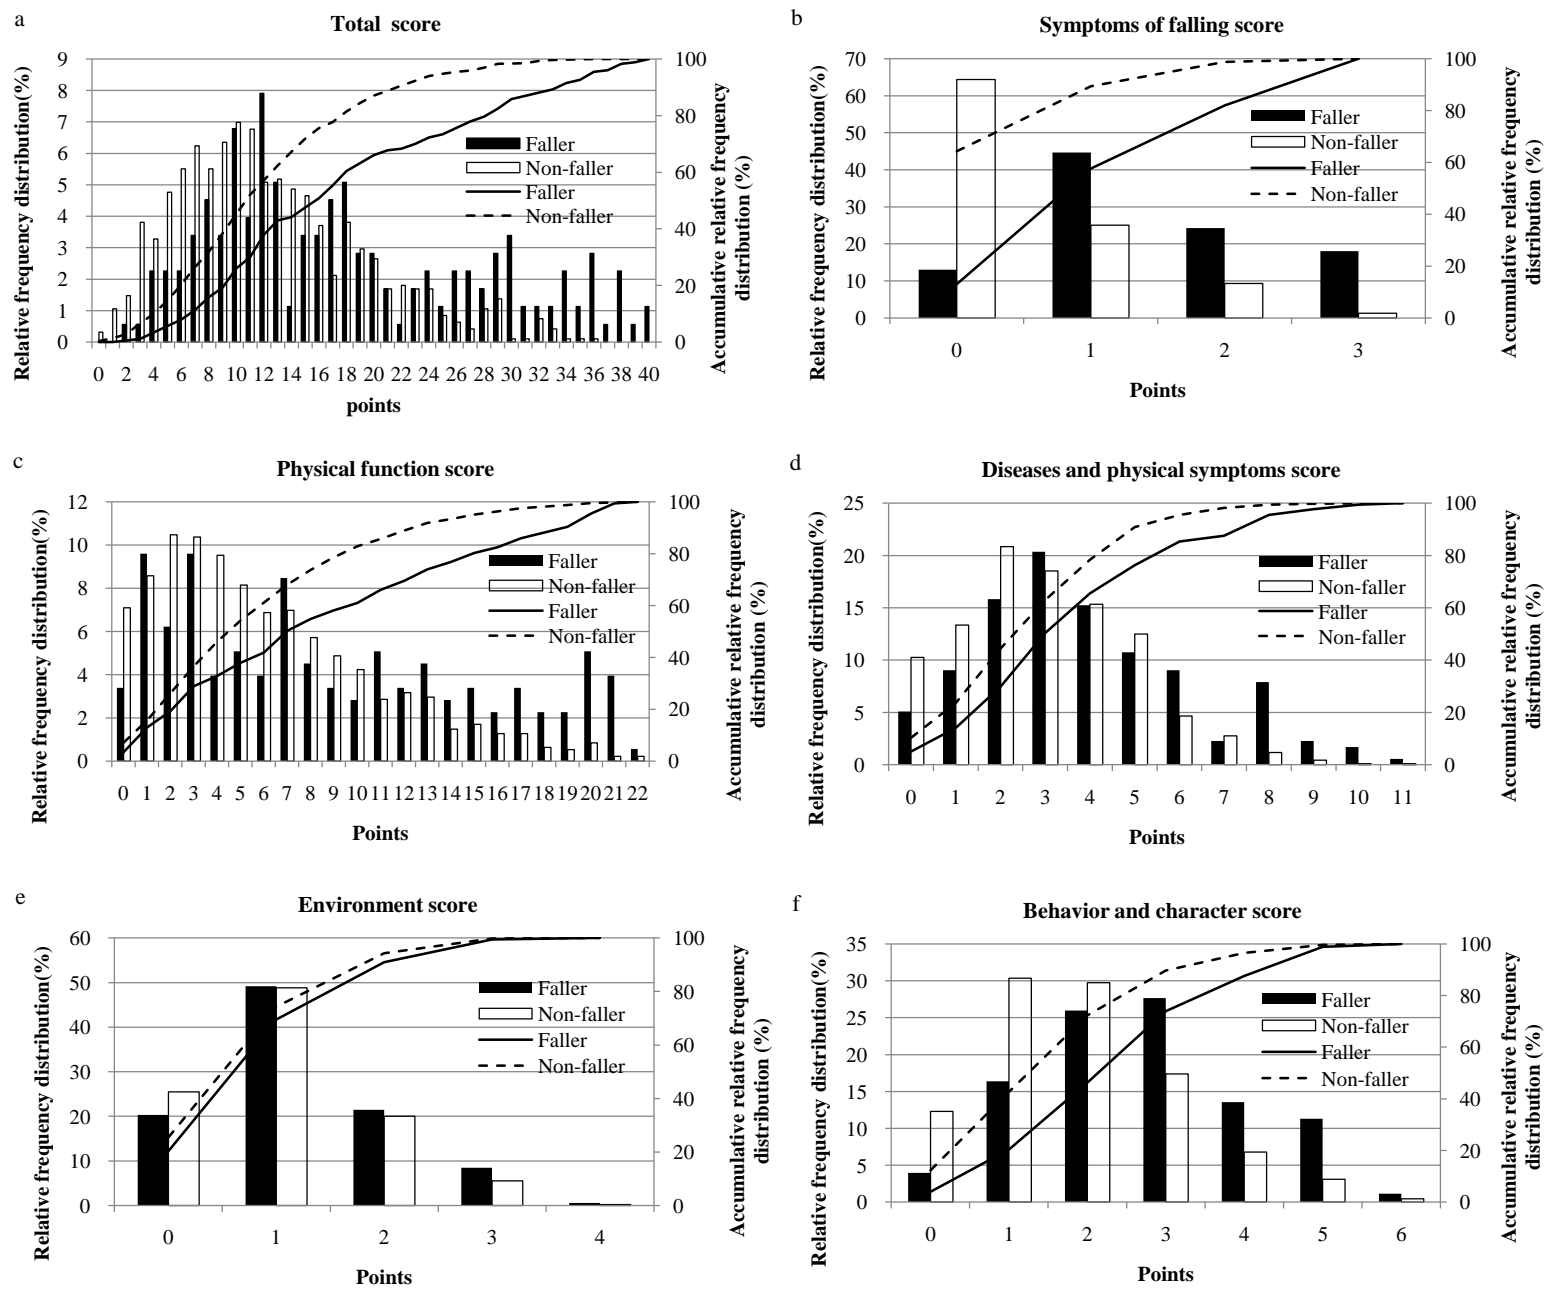 a
Total score
Relative frequency distribution(%)
9
8
7
6
5
4
3
2
1
0
100
80
60
40
20
0
Accumulative relative frequency
distribution (%)
Faller
Non-faller
Faller
Non-faller
0 2 4 6 8 10 12 14 16 18 20 22 24 26 28 30 32 34 36 38 40
points
b
Symptoms of falling score
Relative frequency distribution(%)
70
60
50
40
30
20
10
0
100
80
60
40
20
0
Accumulative relative frequency
distribution (%)
Faller
Non-faller
Faller
Non-faller
0 1 2 3
Points
c
Physical function score
Relative frequency distribution(%)
12
10
8
6
4
2
0
100
80
60
40
20
0
Accumulative relative frequency
distribution (%)
Faller
Non-faller
Faller
Non-faller
0 1 2 3 4 5 6 7 8 9 10 11 12 13 14 15 16 17 18 19 20 21 22
Points
d
Diseases and physical symptoms score
Relative frequency distribution(%)
25
20
15
10
5
0
100
80
60
40
20
0
Accumulative relative frequency
distribution (%)
Faller
Non-faller
Faller
Non-faller
0 1 2 3 4 5 6 7 8 9 10 11
Points
e
Environment score
Relative frequency distribution(%)
60
50
40
30
20
10
0
100
80
60
40
20
0
Accumulative relative frequency
distribution (%)
Faller
Non-faller
Faller
Non-faller
0 1 2 3 4
Points
f
Behavior and character score
Relative frequency distribution(%)
35
30
25
20
15
10
5
0
100
80
60
40
20
0
Accumulative relative frequency
distribution (%)
Faller
Non-faller
Faller
Non-faller
0 1 2 3 4 5 6
Points